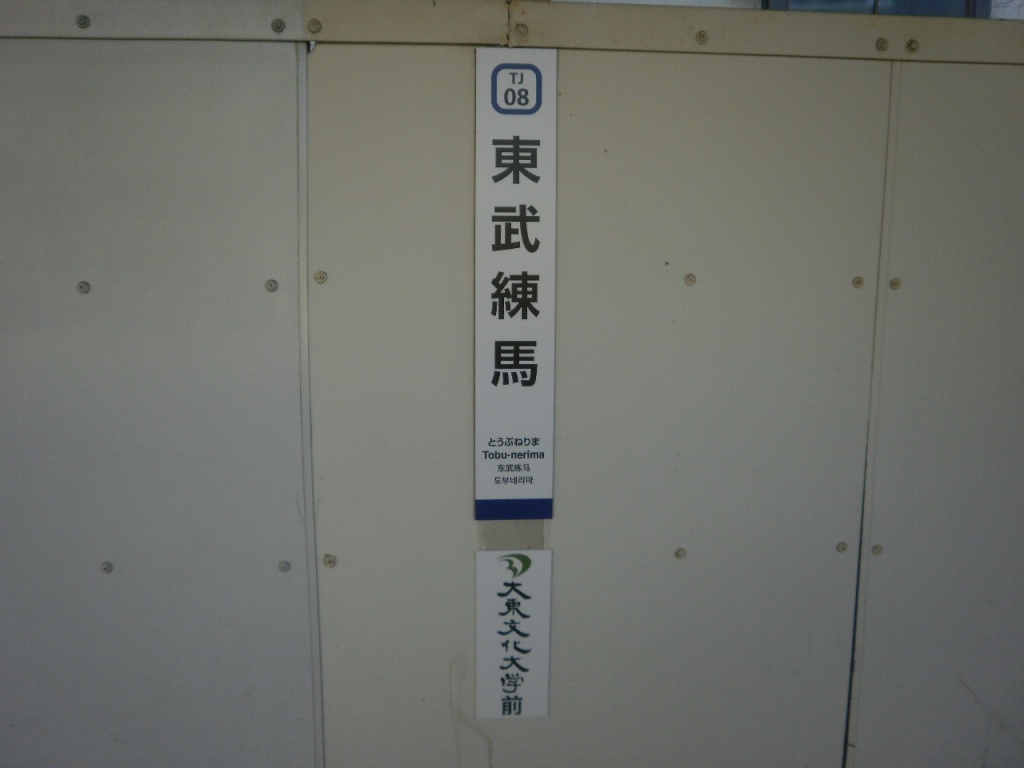 TJ
08
東武練馬
とうぶねりま
Tobu-nerima
东武练马
도부네리마
大東文化大学前